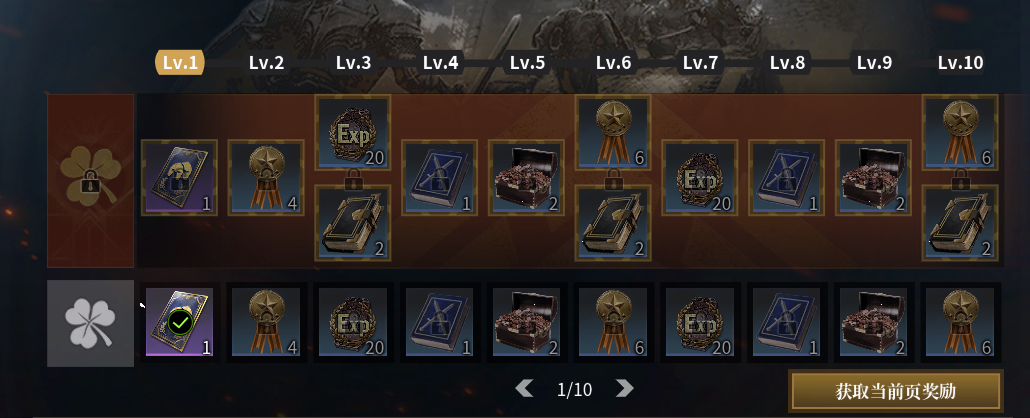 Lv.1 Lv.2 Lv.3 Lv.4 Lv.5 Lv.6 Lv.7 Lv.8 Lv.9 Lv.10
Exp 20 6 6
1 4 1 2 Exp 20 1 2
2 2 2
1 4 Exp 20 1 2 6 Exp 20 1 2 6
1/10
获取当前页奖励